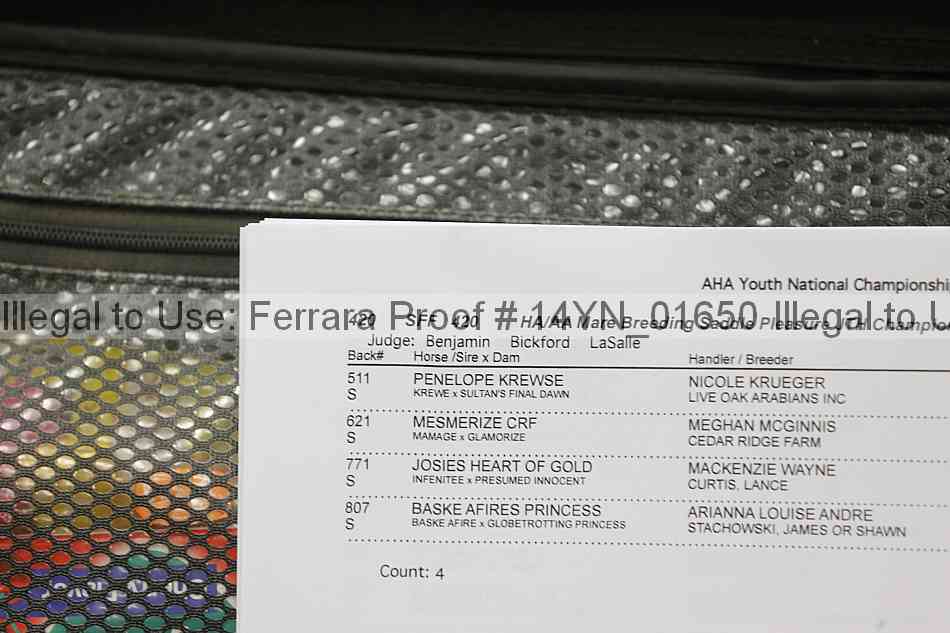 AHA Youth National Championshi
Illegal to Use: Ferrara Proof # 14YN_01650 Illegal to U
420 SFF 420 HA/AA Mare Breeding Saddle Pleasure JTH Champio
Judge: Benjamin Bickford LaSalle
Back# Horse /Sire x Dam Handler / Breeder
511 PENELOPE KREWSE NICOLE KRUEGER
S KREWE x SULTAN'S FINAL DAWN LIVE OAK ARABIANS INC
621 MESMERIZE CRF MEGHAN MCGINNIS
S MAMAGE x GLAMORIZE CEDAR RIDGE FARM
771 JOSIES HEART OF GOLD MACKENZIE WAYNE
S INFENITEE x PRESUMED INNOCENT CURTIS, LANCE
807 BASKE AFIRES PRINCESS ARIANNA LOUISE ANDRE
S BASKE AFIRE x GLOBETROTTING PRINCESS STACHOWSKI, JAMES OR SHAWN
Count: 4